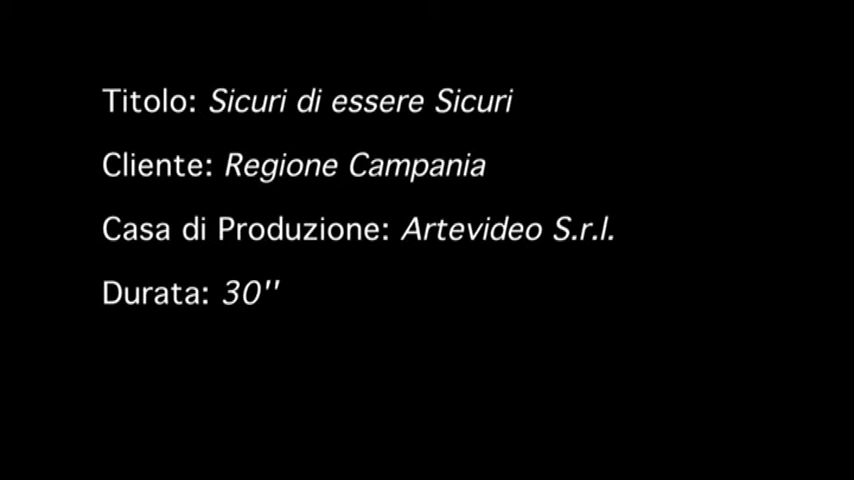 Titolo: Sicuri di essere Sicuri
Cliente: Regione Campania
Casa di Produzione: Artevideo S.r.l.
Durata: 30''